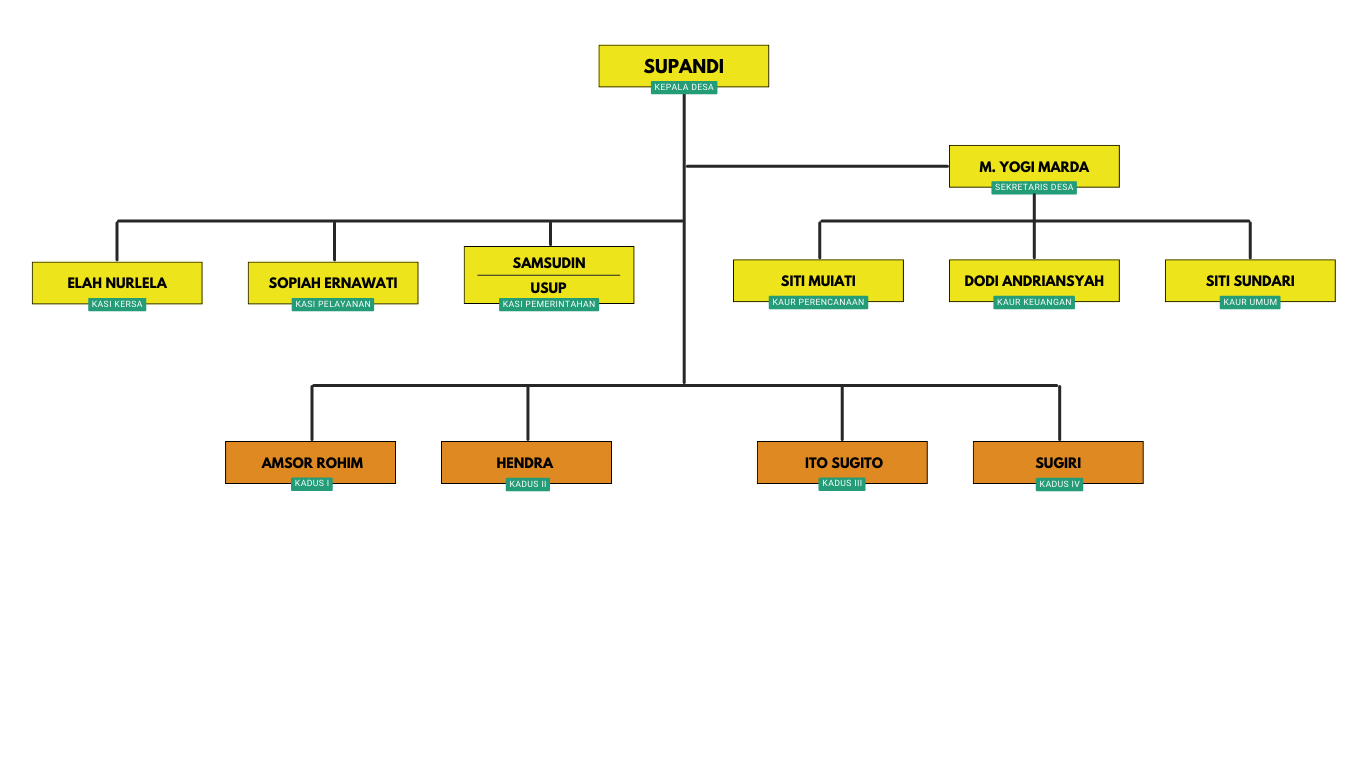 SUPANDI
KEPALA DESA
M. YOGI MARDA
SEKRETARIS DESA
ELAH NURLELA
KASI KERSA
SOPIAH ERNAWATI
KASI PELAYANAN
SAMSUDIN
USUP
KASI PEMERINTAHAN
SITI MUIATI
KAUR PERENCANAAN
DODI ANDRIANSYAH
KAUR KEUANGAN
SITI SUNDARI
KAUR UMUM
AMSOR ROHIM
KADUS I
HENDRA
KADUS II
ITO SUGITO
KADUS III
SUGIRI
KADUS IV